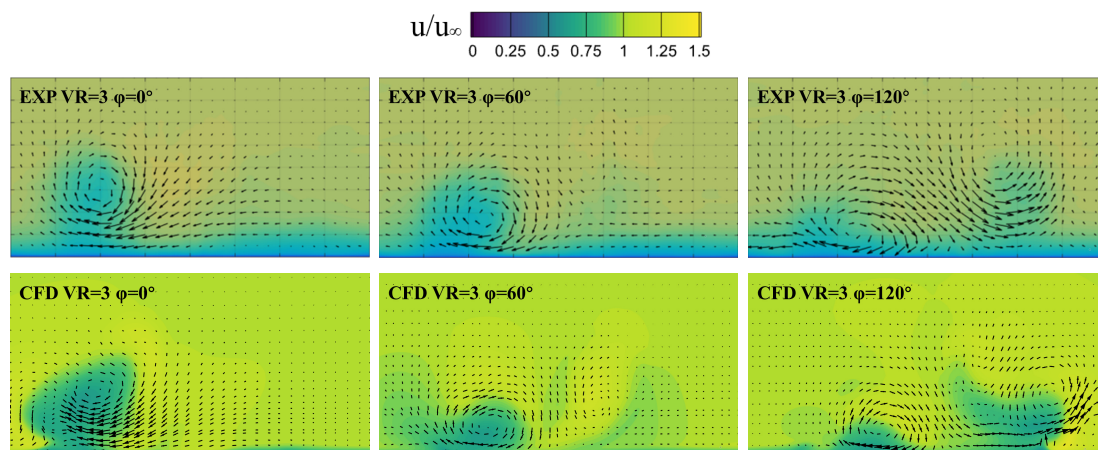 u/u∞
0 0.25 0.50 0.75 1 1.25 1.5
EXP VR=3 φ=0°
EXP VR=3 φ=60°
EXP VR=3 φ=120°
CFD VR=3 φ=0°
CFD VR=3 φ=60°
CFD VR=3 φ=120°